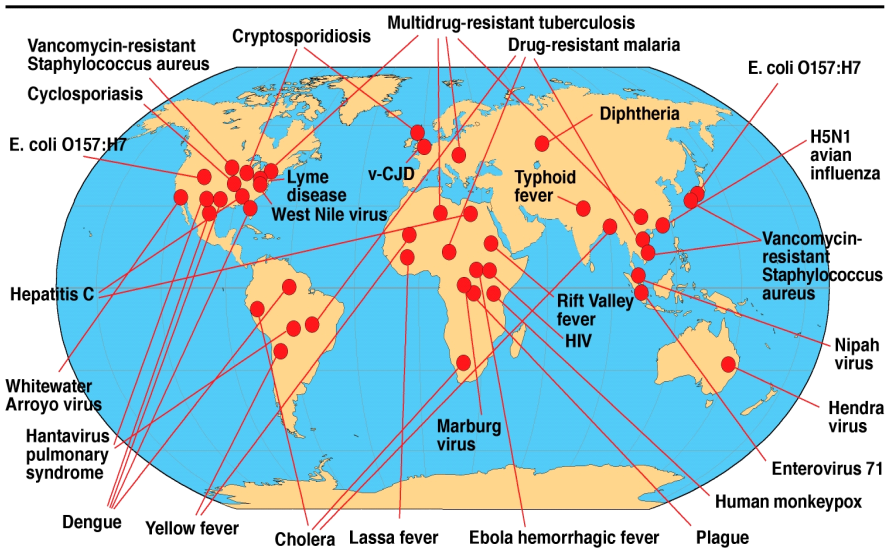 Multidrug-resistant tuberculosis
Cryptosporidiosis
Drug-resistant malaria
Vancomycin-resistant
Staphylococcus aureus
E. coli O157:H7
Cyclosporiasis
Diphtheria
E. coli O157:H7
H5N1
avian
influenza
v-CJD
Lyme
disease
Typhoid
fever
West Nile virus
Vancomycin-
resistant
Staphylococcus
aureus
Hepatitis C
Rift Valley
fever
HIV
Nipah
virus
Whitewater
Arroyo virus
Hendra
virus
Marburg
virus
Hantavirus
pulmonary
syndrome
Enterovirus 71
Human monkeypox
Dengue
Yellow fever
Cholera
Lassa fever
Ebola hemorrhagic fever
Plague